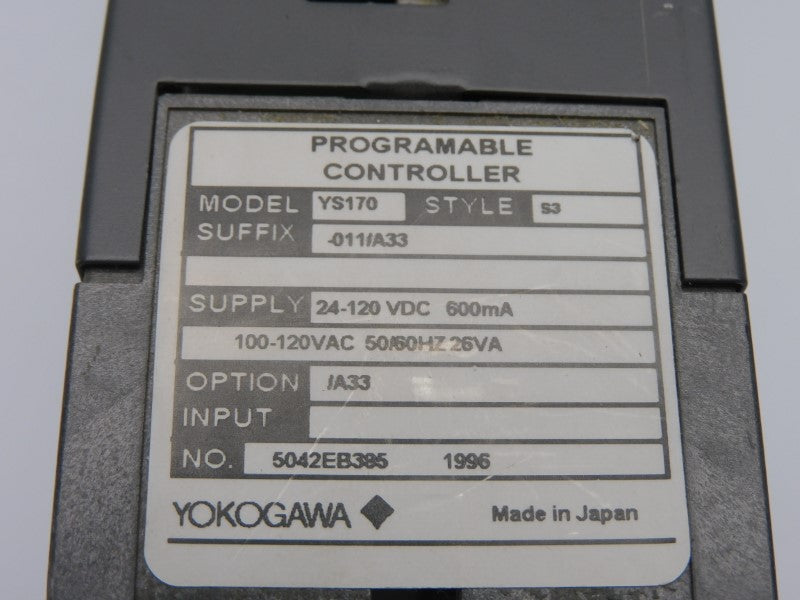 PROGRAMABLE
CONTROLLER
MODEL YS170 STYLE S3
SUFFIX -011/A33
SUPPLY 24-120 VDC 600mA
100-120VAC 50/60HZ 26VA
OPTION /A33
INPUT
NO. 5042EB385 1996
YOKOGAWA Made in Japan